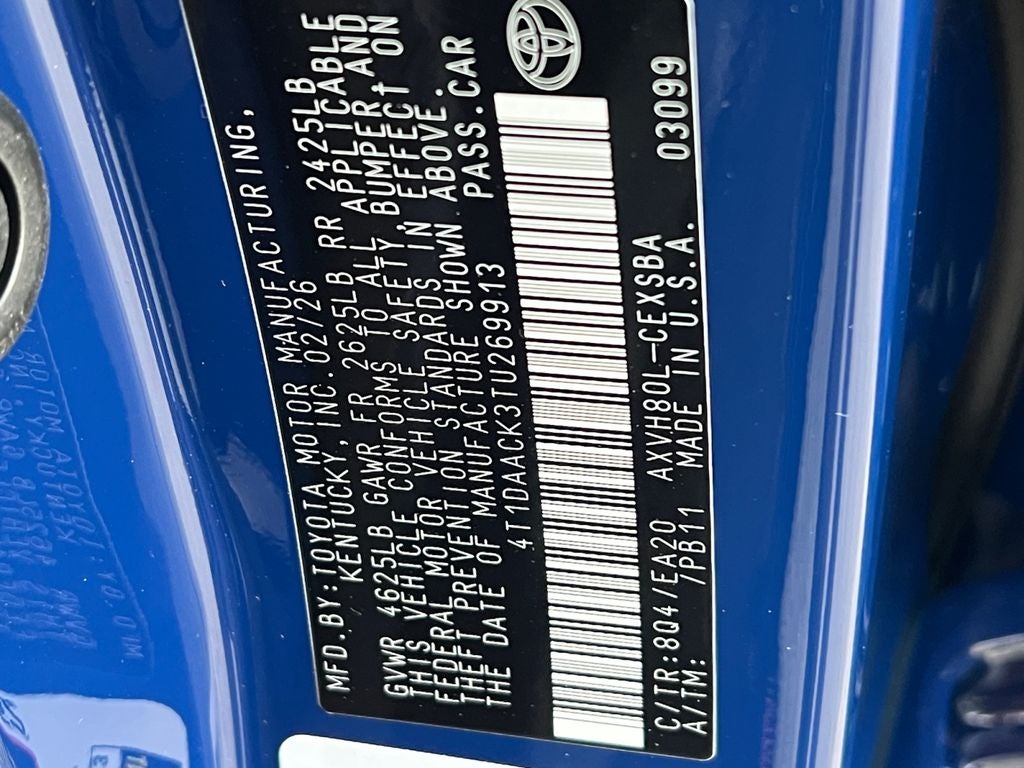 MFD.BY:TOYOTA MOTOR MANUFACTURING,
KENTUCKY, INC. 02/26
GVWR 4625LB GAWR FR 2625LB RR 2425LB
THIS VEHICLE CONFORMS TO ALL APPLICABLE
FEDERAL MOTOR VEHICLE SAFETY, BUMPER, AND
THEFT PREVENTION STANDARDS IN EFFECT ON
THE DATE OF MANUFACTURE SHOWN ABOVE.
4T1DAACK3TU269913 PASS.CAR
C/TR:8Q4/EA20 AXVH80L-CEXSBA 03099
A/TM: /PB11 MADE IN U.S.A.